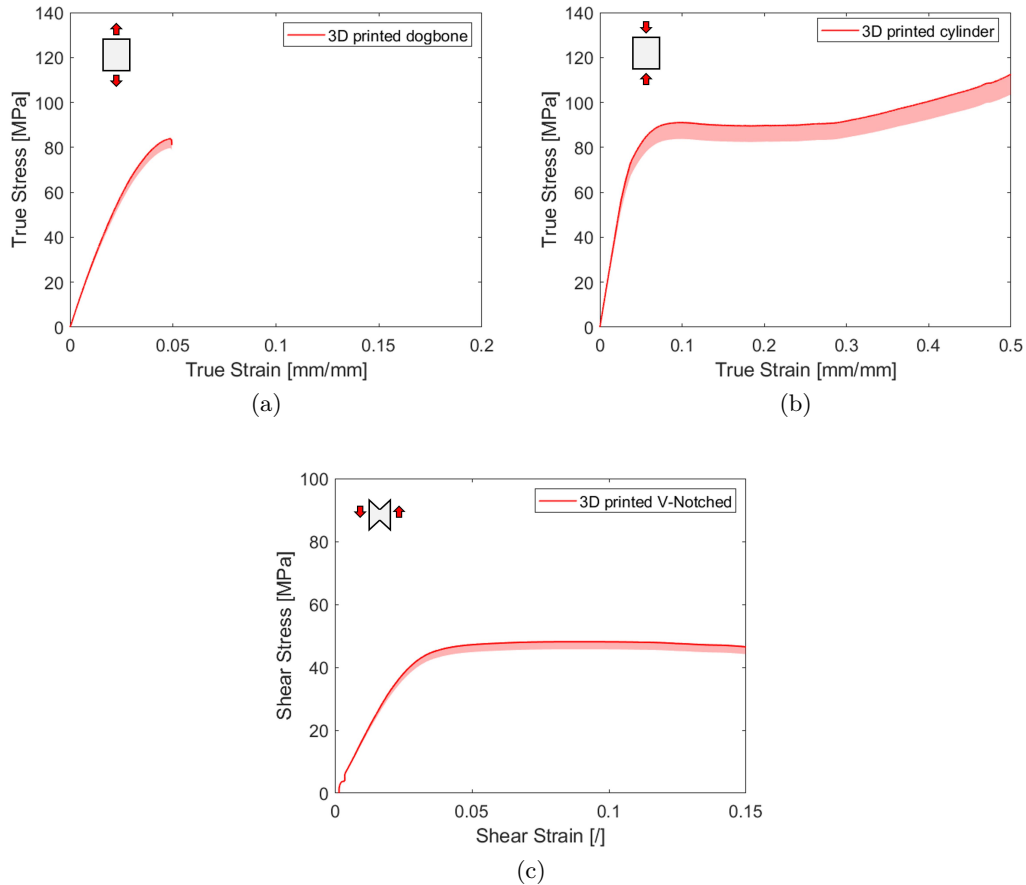 140
120
100
80
60
40
20
0
True Stress [MPa]
3D printed dogbone
0 0.05 0.1 0.15 0.2
True Strain [mm/mm]
(a)
140
120
100
80
60
40
20
0
True Stress [MPa]
3D printed cylinder
0 0.1 0.2 0.3 0.4 0.5
True Strain [mm/mm]
(b)
100
80
60
40
20
0
Shear Stress [MPa]
3D printed V-Notched
0 0.05 0.1 0.15
Shear Strain [/]
(c)